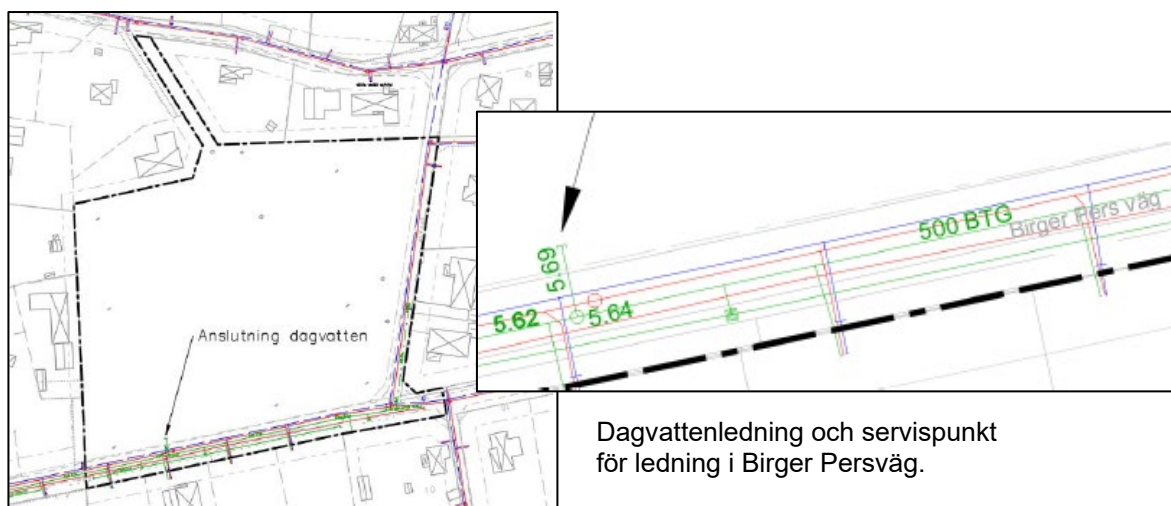 Anslutning dagvatten
500 BTG
Birger Pers väg
5.69
5.62
5.64
Dagvattenledning och servispunkt
för ledning i Birger Persväg.